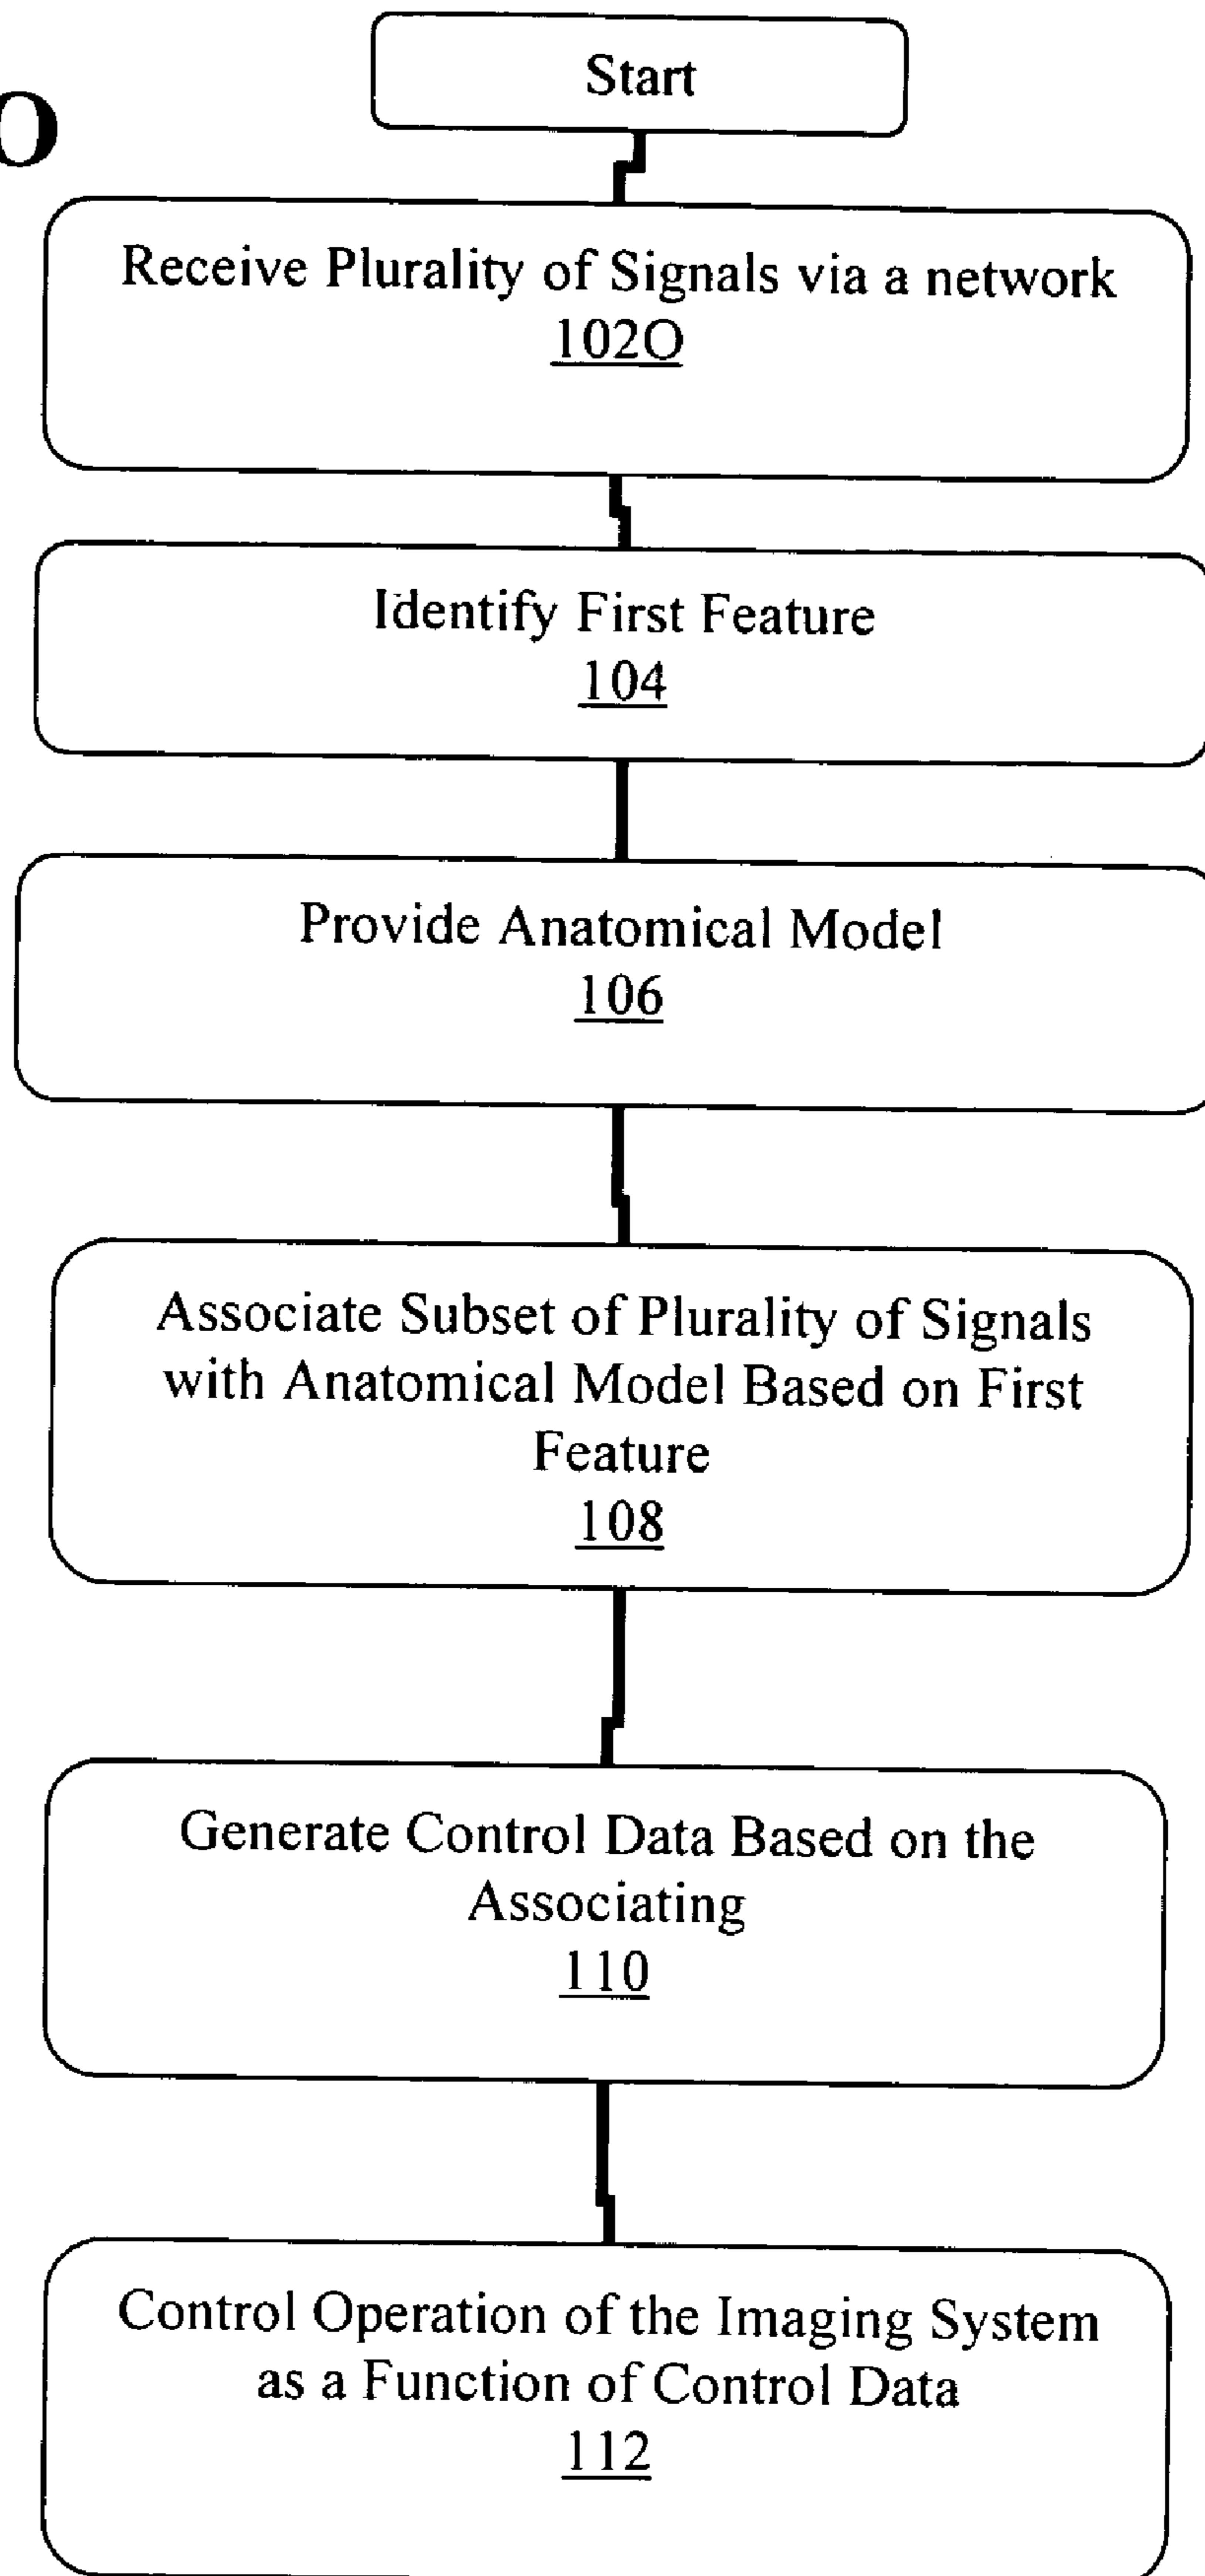 O
Start
Receive Plurality of Signals via a network
102O
Identify First Feature
104
Provide Anatomical Model
106
Associate Subset of Plurality of Signals
with Anatomical Model Based on First
Feature
108
Generate Control Data Based on the
Associating
110
Control Operation of the Imaging System
as a Function of Control Data
112